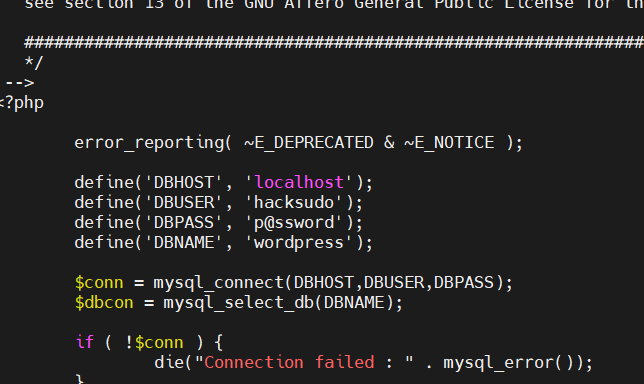 see section 13 of the GNU Affero General Public License for th
################################################################
*/
-->
<?php
error_reporting( ~E_DEPRECATED & ~E_NOTICE );
define('DBHOST', 'localhost');
define('DBUSER', 'hacksudo');
define('DBPASS', 'p@ssword');
define('DBNAME', 'wordpress');
$conn = mysql_connect(DBHOST,DBUSER,DBPASS);
$dbcon = mysql_select_db(DBNAME);
if ( !$conn ) {
die("Connection failed : " . mysql_error());
}